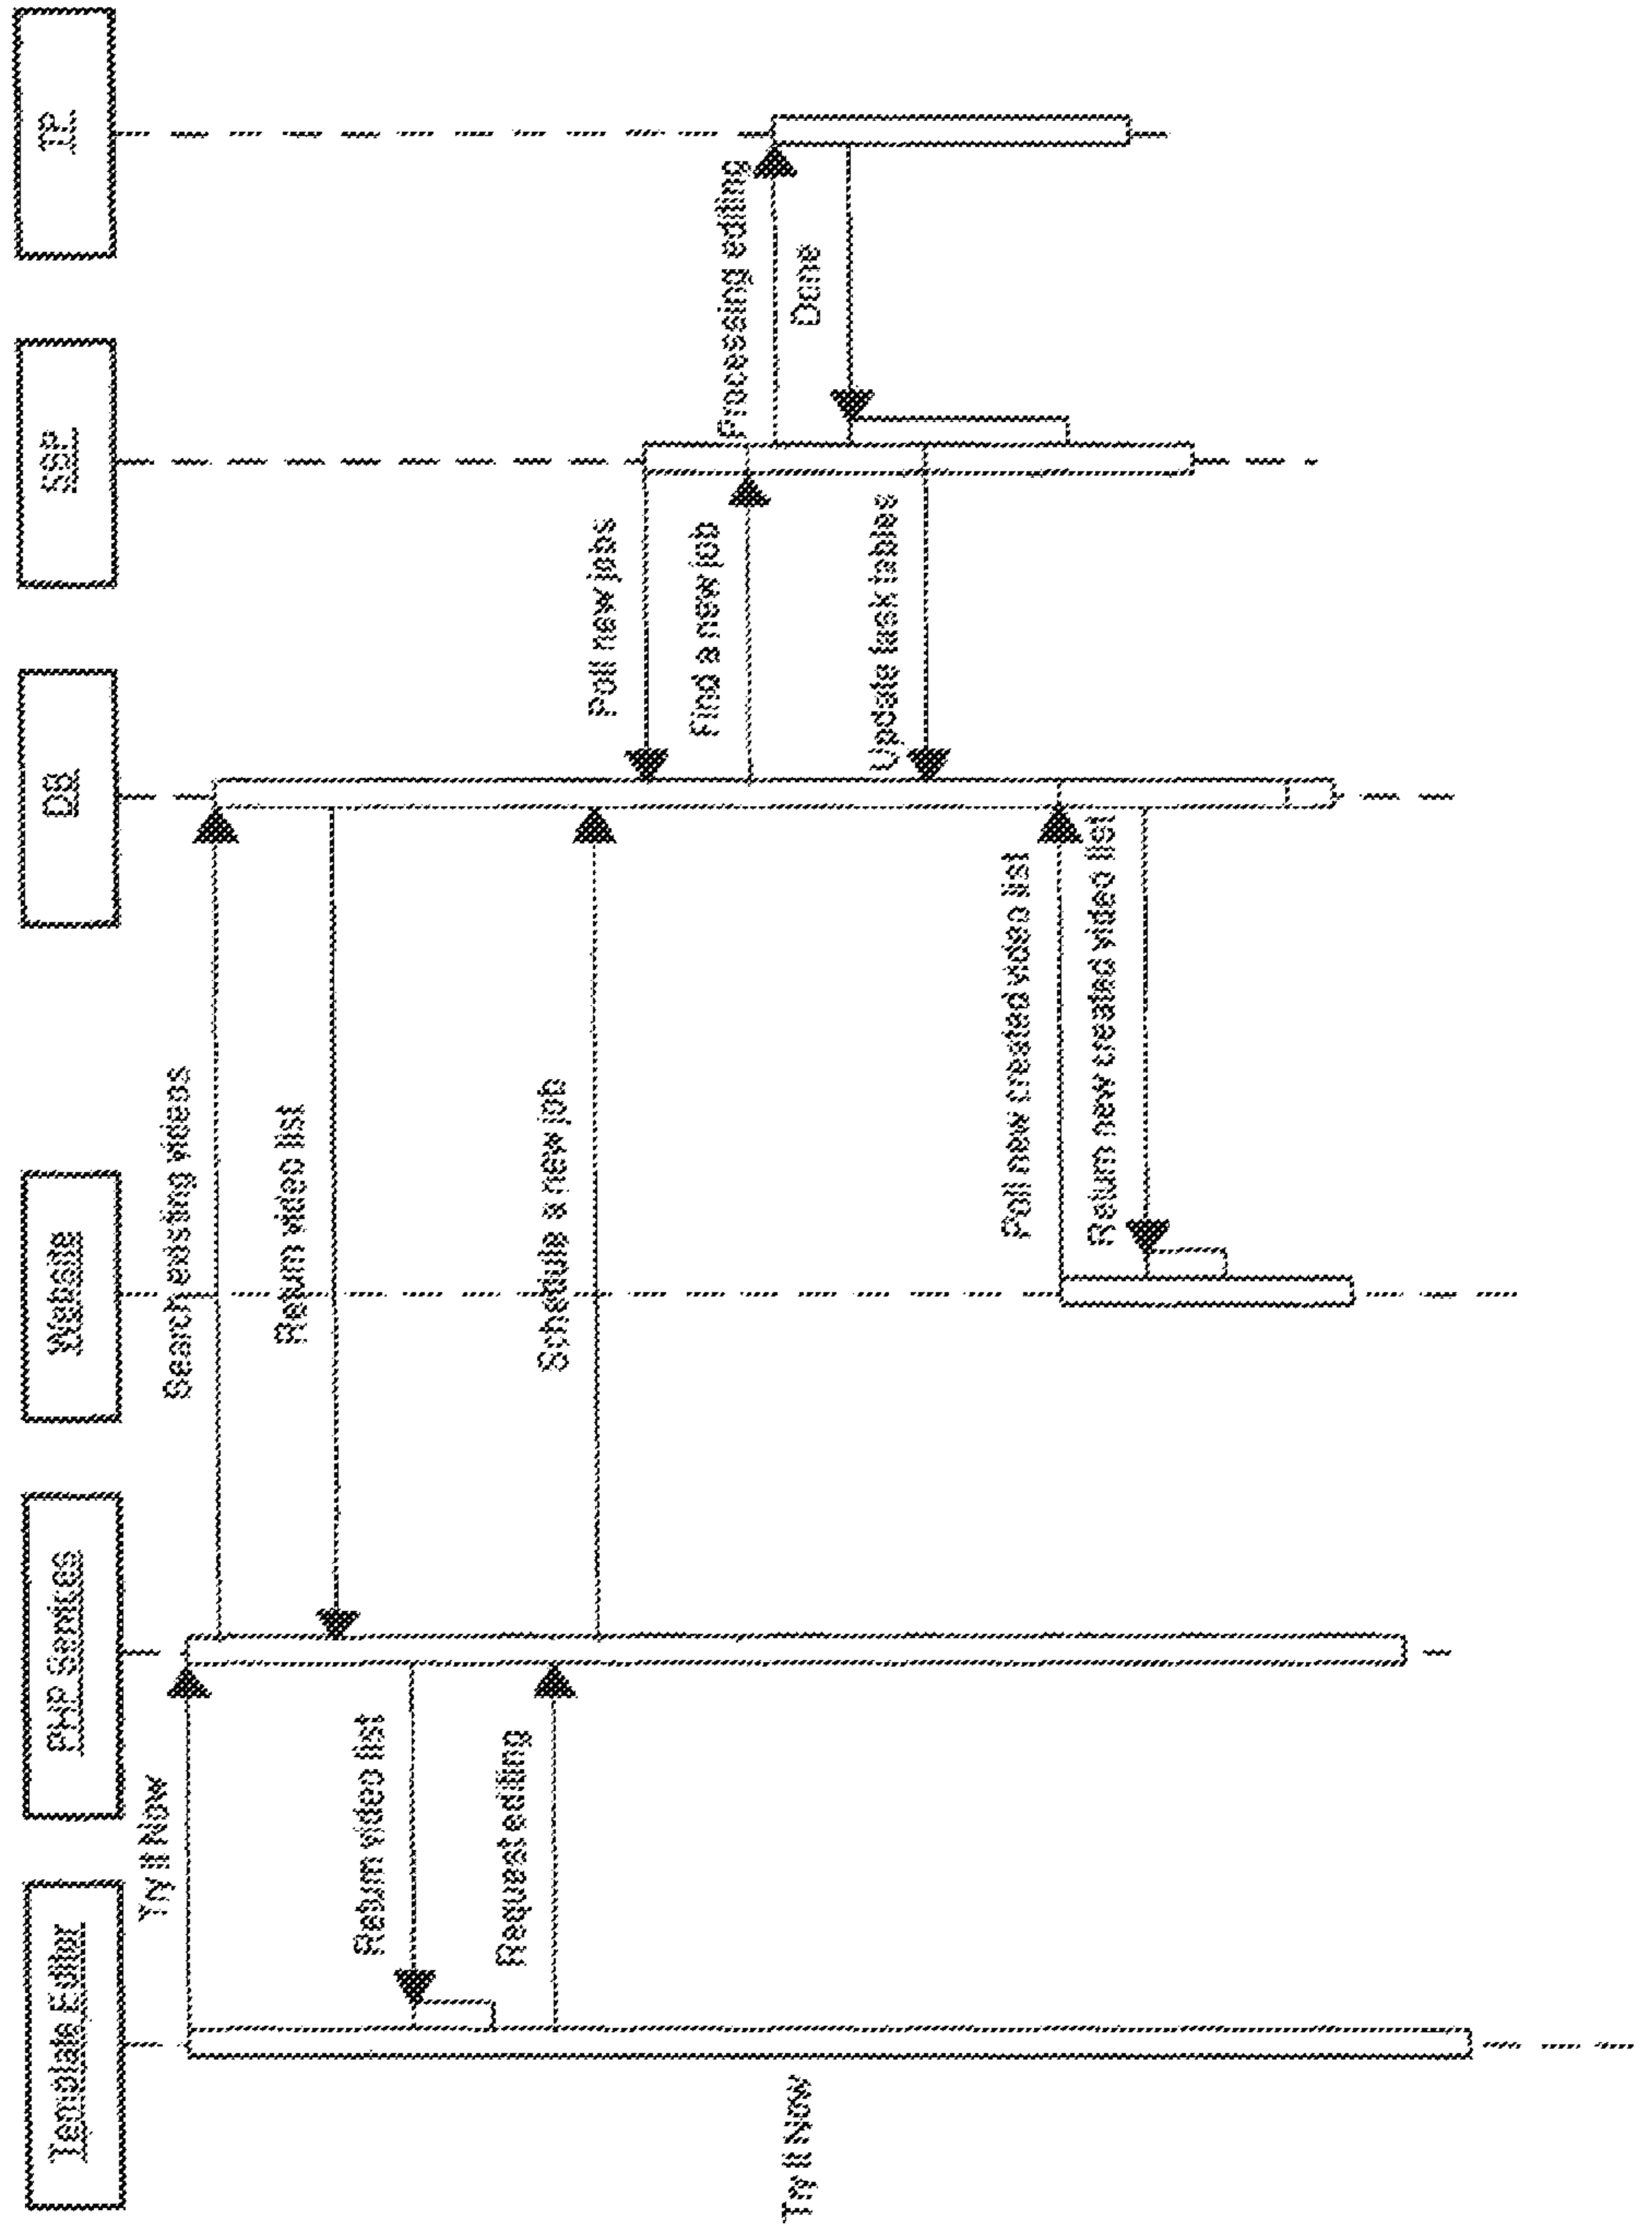 Template Editor
PHP Services
Website
DB
SSP
TP
Try It Now
Search existing videos
Return video list
Return video list
Request editing
Schedule a new job
Poll new jobs
Find a new job
Processing editing
Done
Update task tables
Poll new created video list
Return new created video list
Try It Now